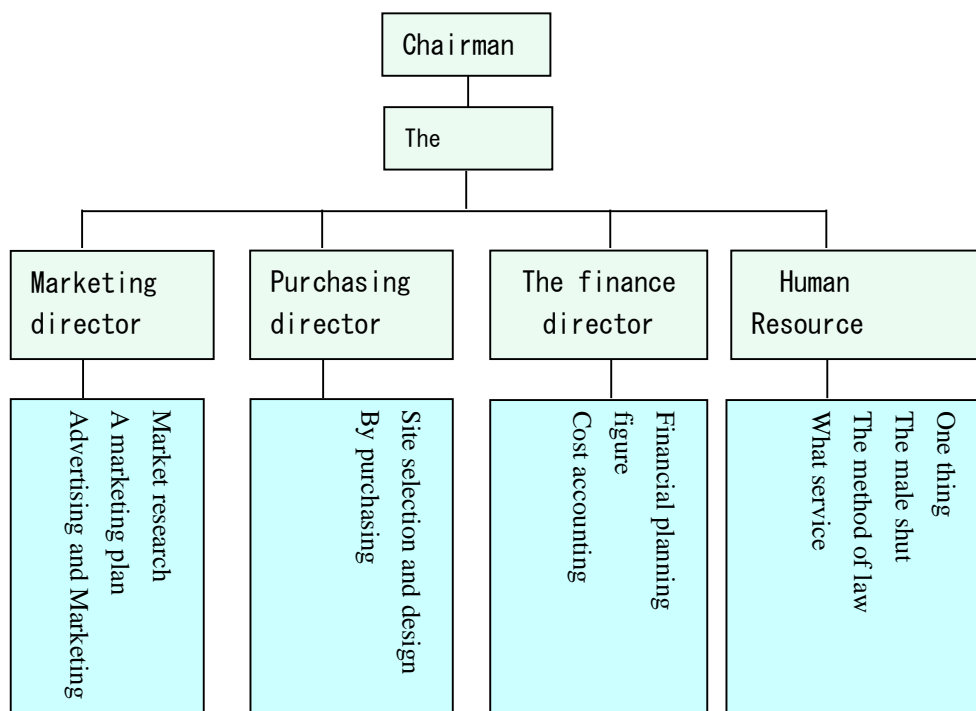 Chairman
The
Marketing
director
Purchasing
director
The finance
director
Human
Resource
Market research
A marketing plan
Advertising and Marketing
Site selection and design
By purchasing
Financial planning
figure
Cost accounting
One thing
The male shut
The method of law
What service